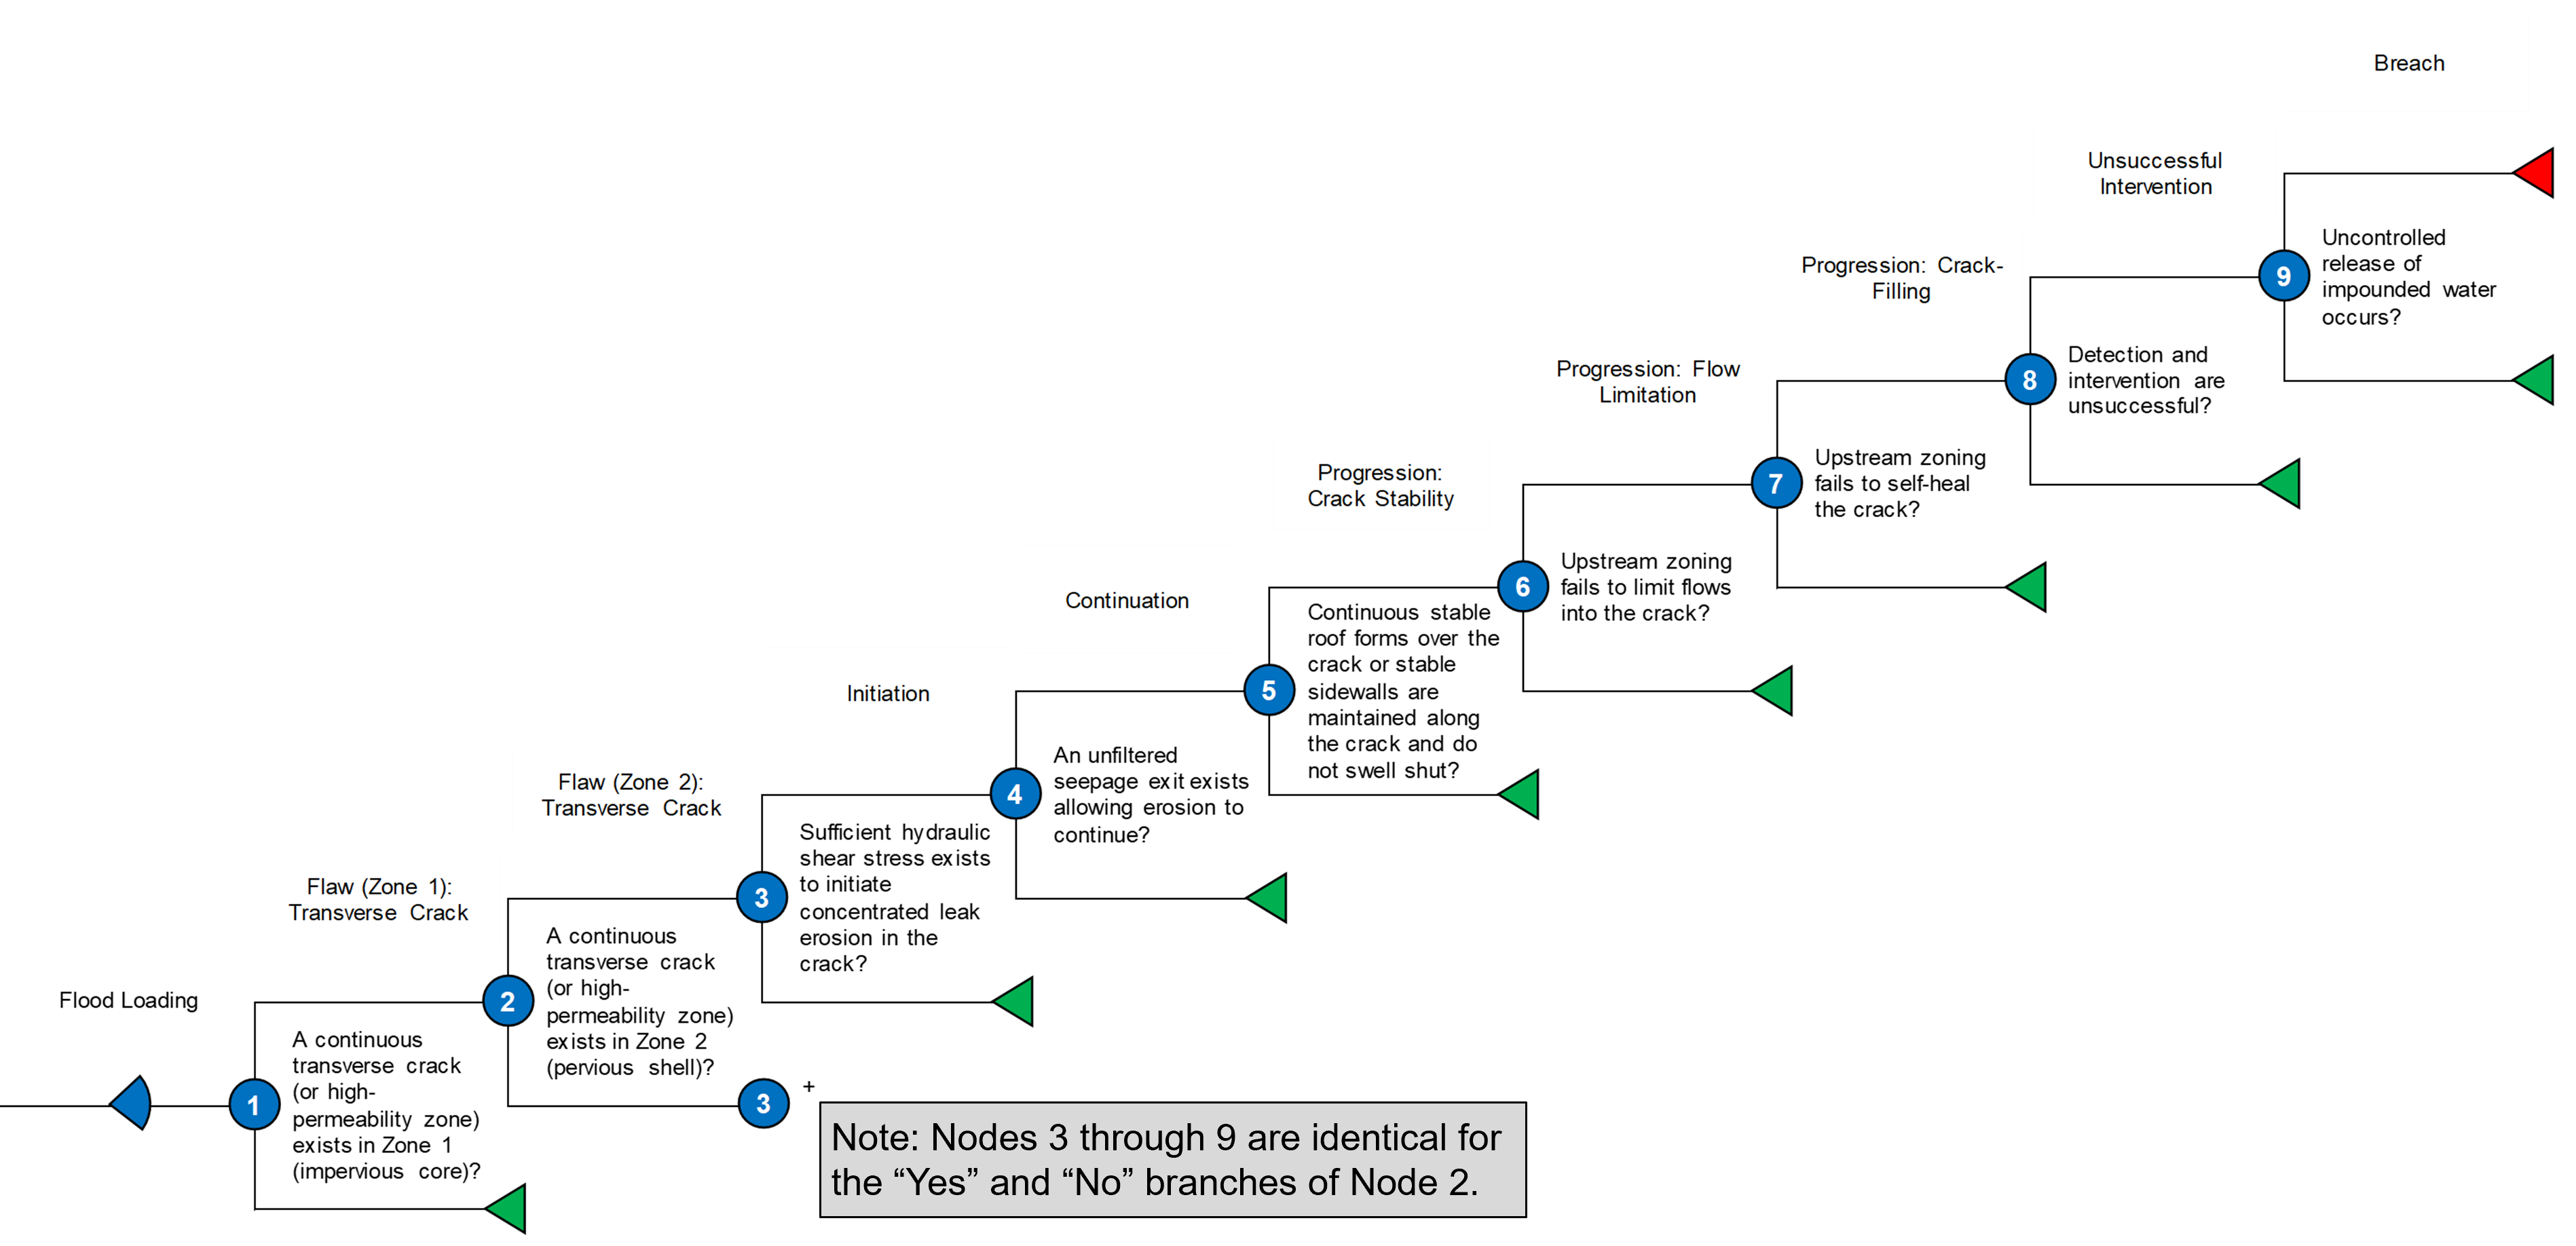 Breach
Unsuccessful
Intervention
9
Uncontrolled
release of
impounded water
occurs?
Progression: Crack-
Filling
8
Detection and
intervention are
unsuccessful?
Progression: Flow
Limitation
7
Upstream zoning
fails to self-heal
the crack?
Progression:
Crack Stability
6
Upstream zoning
fails to limit flows
into the crack?
Continuation
5
Continuous stable
roof forms over the
crack or stable
sidewalls are
maintained along
the crack and do
not swell shut?
Initiation
4
An unfiltered
seepage exit exists
allowing erosion to
continue?
Flaw (Zone 2):
Transverse Crack
3
Sufficient hydraulic
shear stress exists
to initiate
concentrated leak
erosion in the
crack?
Flaw (Zone 1):
Transverse Crack
2
A continuous
transverse crack
(or high-
permeability zone)
exists in Zone 2
(pervious shell)?
3
+
Flood Loading
1
A continuous
transverse crack
(or high-
permeability zone)
exists in Zone 1
(impervious core)?
Note: Nodes 3 through 9 are identical for
the “Yes” and “No” branches of Node 2.